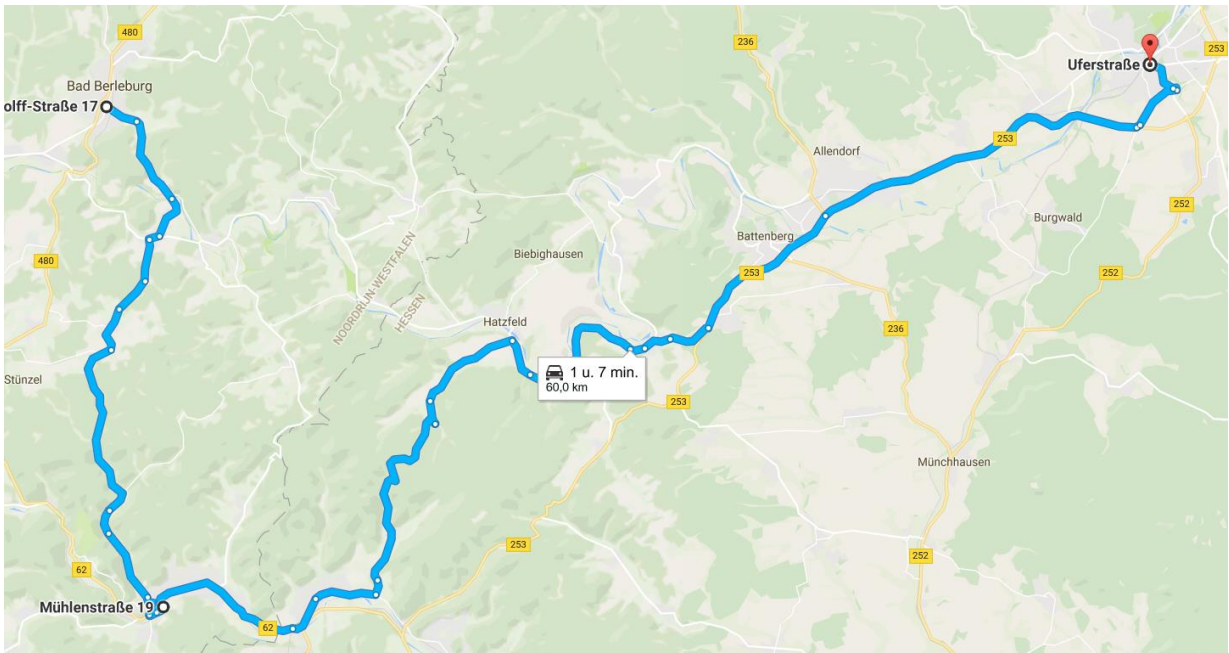 480
236
253
Uferstraße
Bad Berleburg
olff-Straße 17
253
Allendorf
252
Burgwald
Battenberg
NOORDRIJN-WESTFALEN
HESSEN
Biebighausen
480
253
252
Hatzfeld
236
Stünzel
1 u. 7 min.
60,0 km
253
Münchhausen
253
252
62
Mühlenstraße 19
62